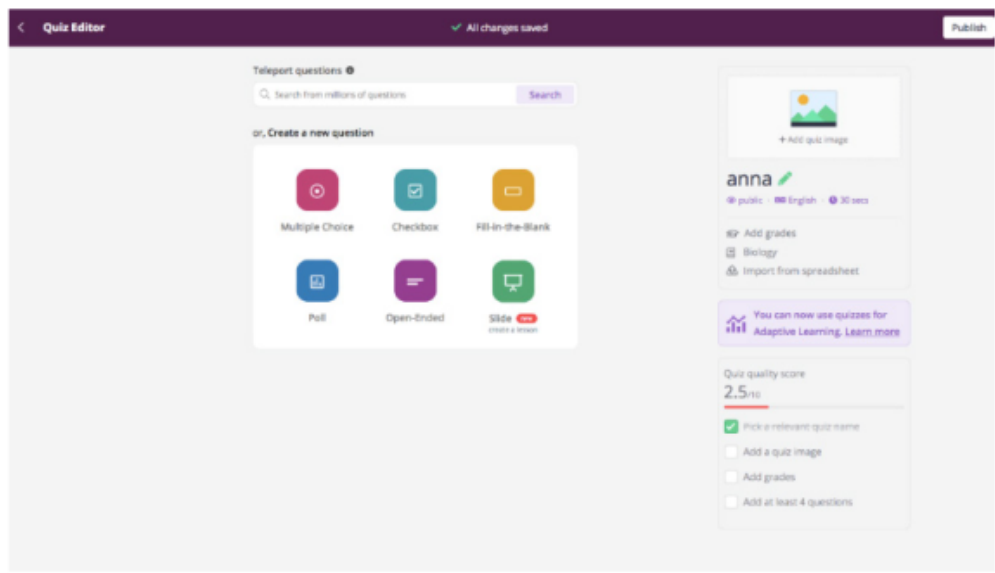 Quiz Editor
All changes saved
Publish
Teleport questions
Search from millions of questions
Search
or, Create a new question
Multiple Choice
Checkbox
Fill-in-the-Blank
Poll
Open-Ended
Slide new
create a lesson
+ Add quiz image
anna
public · English · 30 secs
Add grades
Biology
Import from spreadsheet
You can now use quizzes for
Adaptive Learning. Learn more
Quiz quality score
2.5/10
Pick a relevant quiz name
Add a quiz image
Add grades
Add at least 4 questions